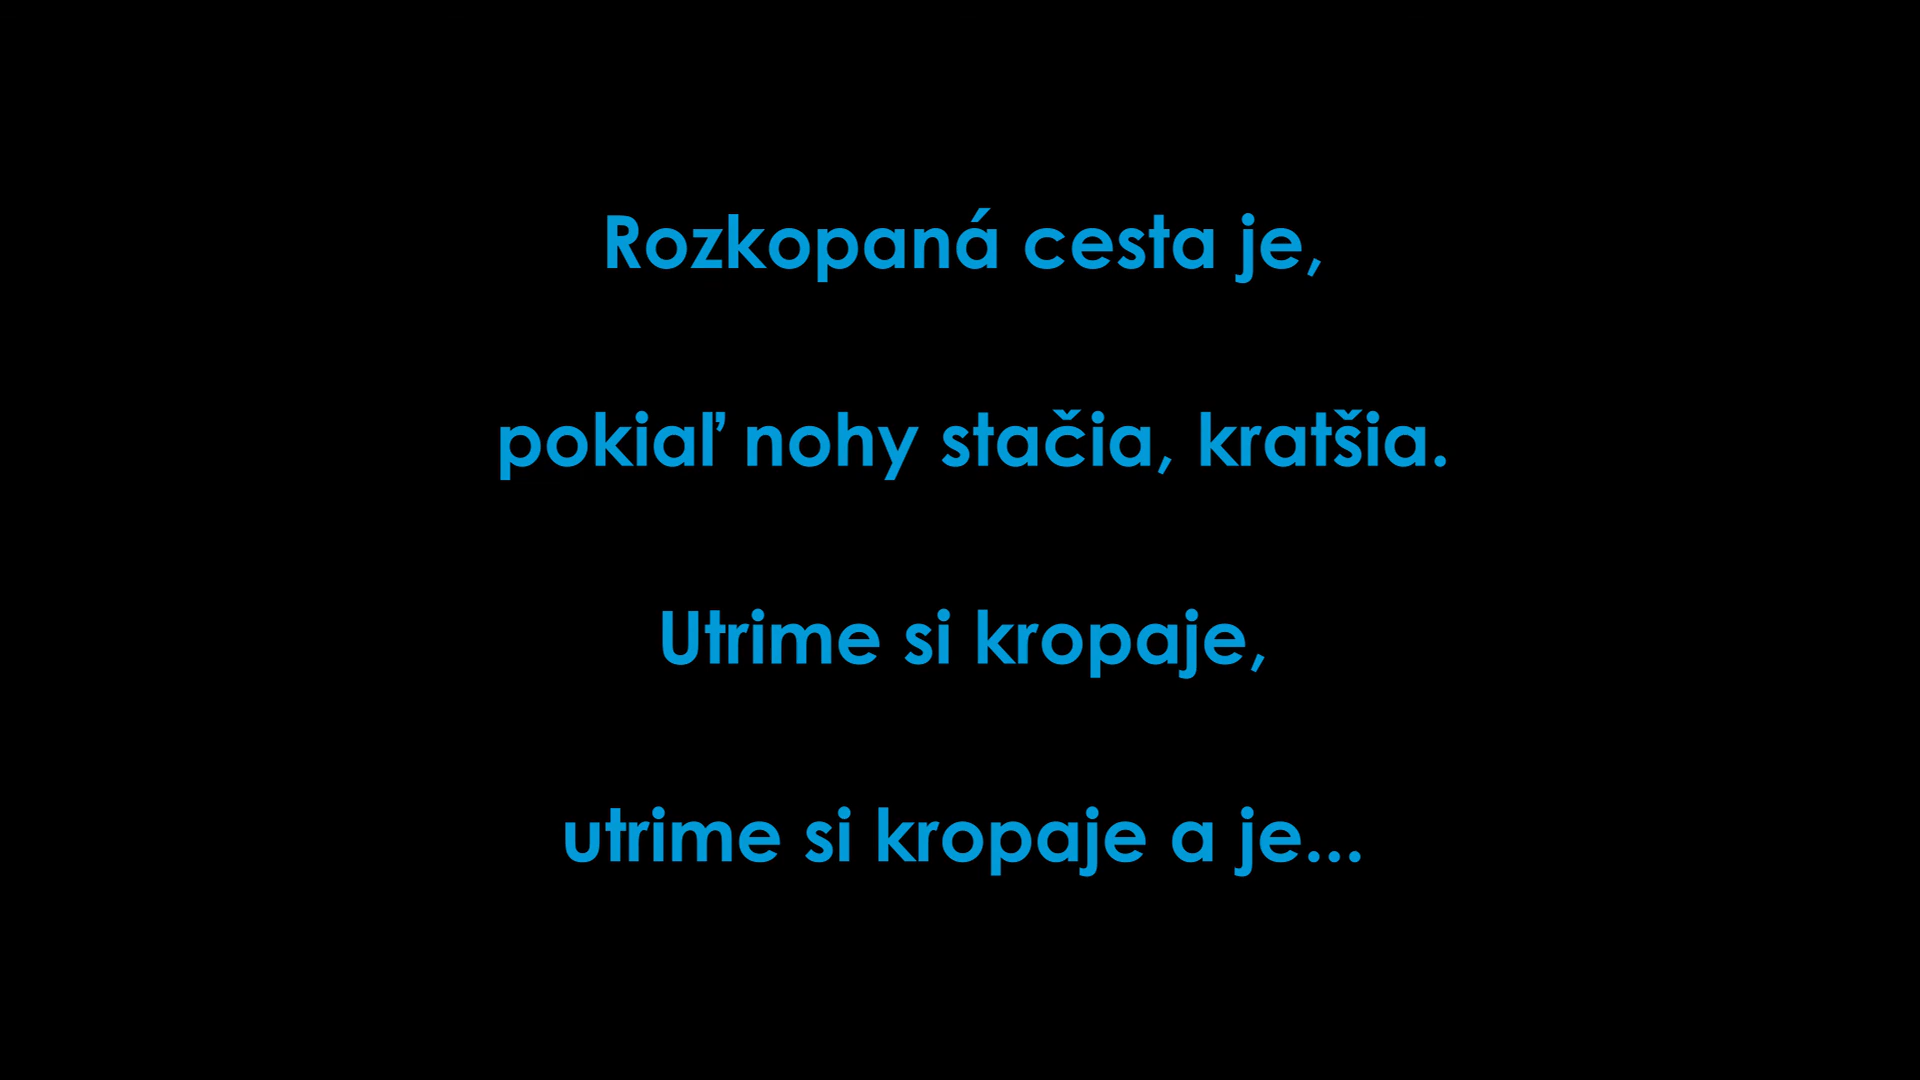 Rozkopaná cesta je,
pokiaľ nohy stačia, kratšia.
Utrime si kropaje,
utrime si kropaje a je...